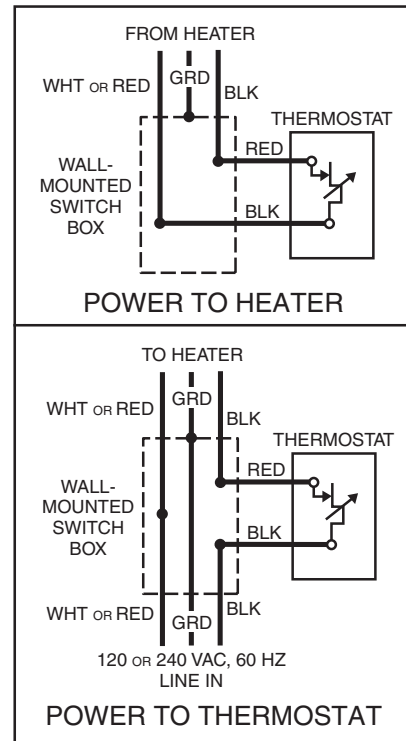 FROM HEATER
WHT OR RED
GRD
BLK
THERMOSTAT
RED
WALL-
MOUNTED
SWITCH
BOX
BLK
POWER TO HEATER
TO HEATER
WHT OR RED
GRD
BLK
THERMOSTAT
RED
WALL-
MOUNTED
SWITCH
BOX
BLK
WHT OR RED
GRD
BLK
120 OR 240 VAC, 60 HZ
LINE IN
POWER TO THERMOSTAT